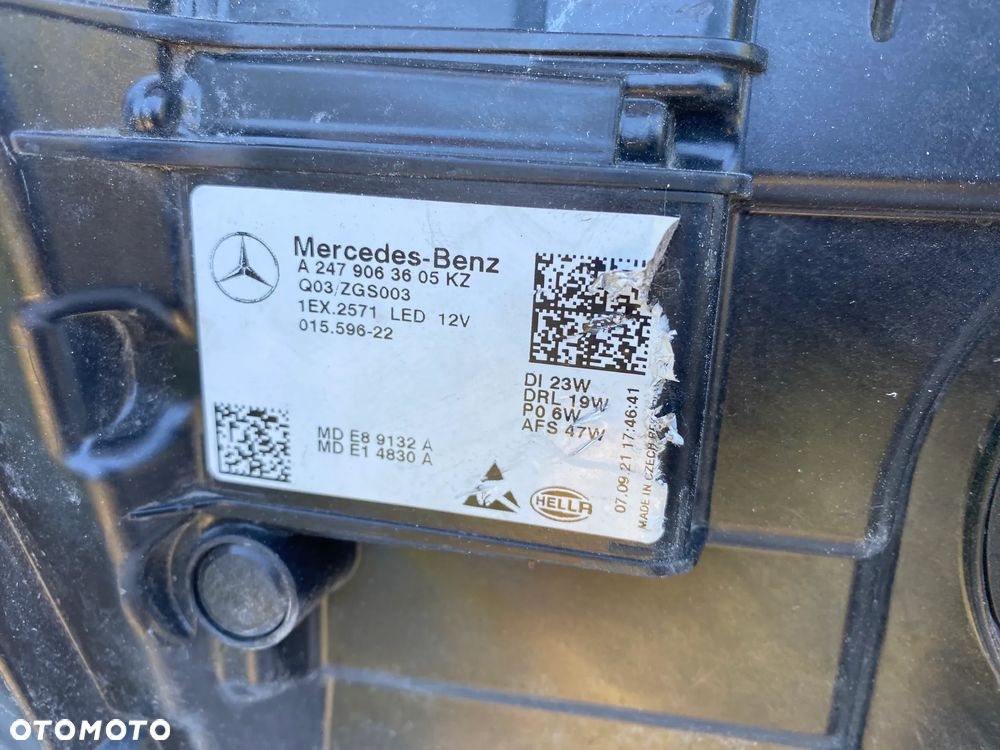 Mercedes-Benz
A 247 906 36 05 KZ
Q03/ZGS003
1EX.2571 LED 12V
015.596-22
DI 23W
DRL 19W
P0 6W
AFS 47W
MD E8 9132 A
MD E1 4830 A
HELLA
07.09.21 17:46:41
MADE IN CZECH
OTOMOTO